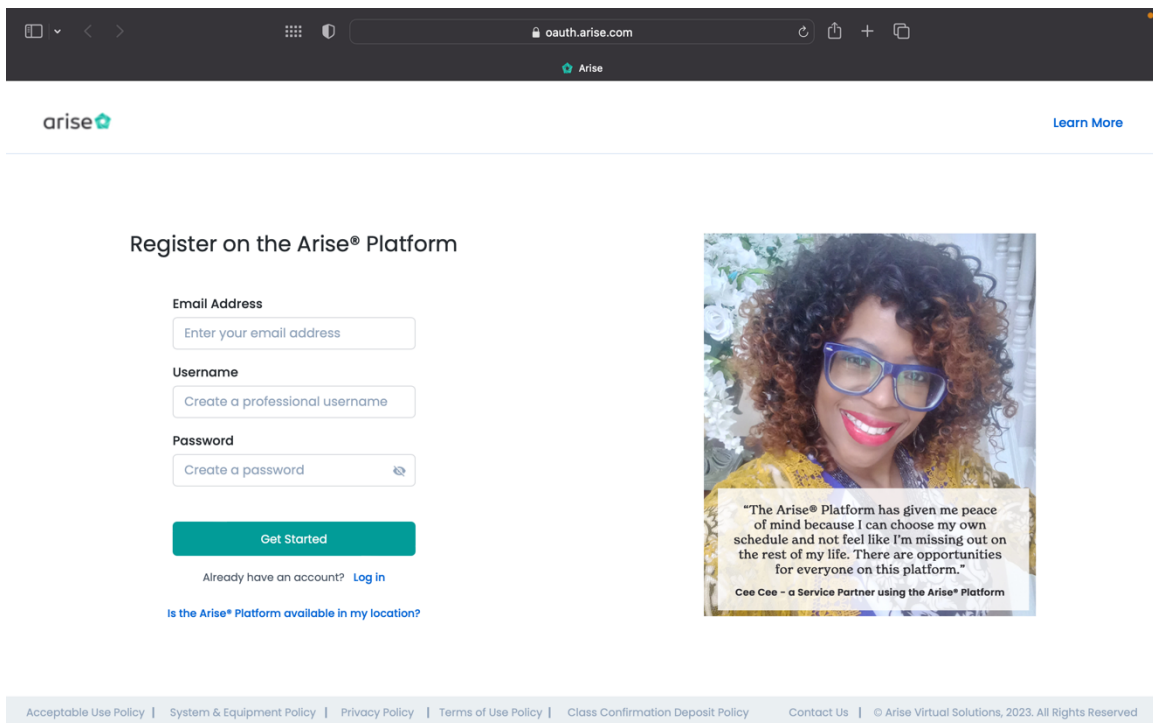 oauth.arise.com
Arise
arise
Learn More
Register on the Arise® Platform
Email Address
Enter your email address
Username
Create a professional username
Password
Create a password
Get Started
Already have an account? Log in
Is the Arise® Platform available in my location?
“The Arise® Platform has given me peace
of mind because I can choose my own
schedule and not feel like I'm missing out on
the rest of my life. There are opportunities
for everyone on this platform.”
Cee Cee - a Service Partner using the Arise® Platform
Acceptable Use Policy | System & Equipment Policy | Privacy Policy | Terms of Use Policy | Class Confirmation Deposit Policy Contact Us | © Arise Virtual Solutions, 2023. All Rights Reserved